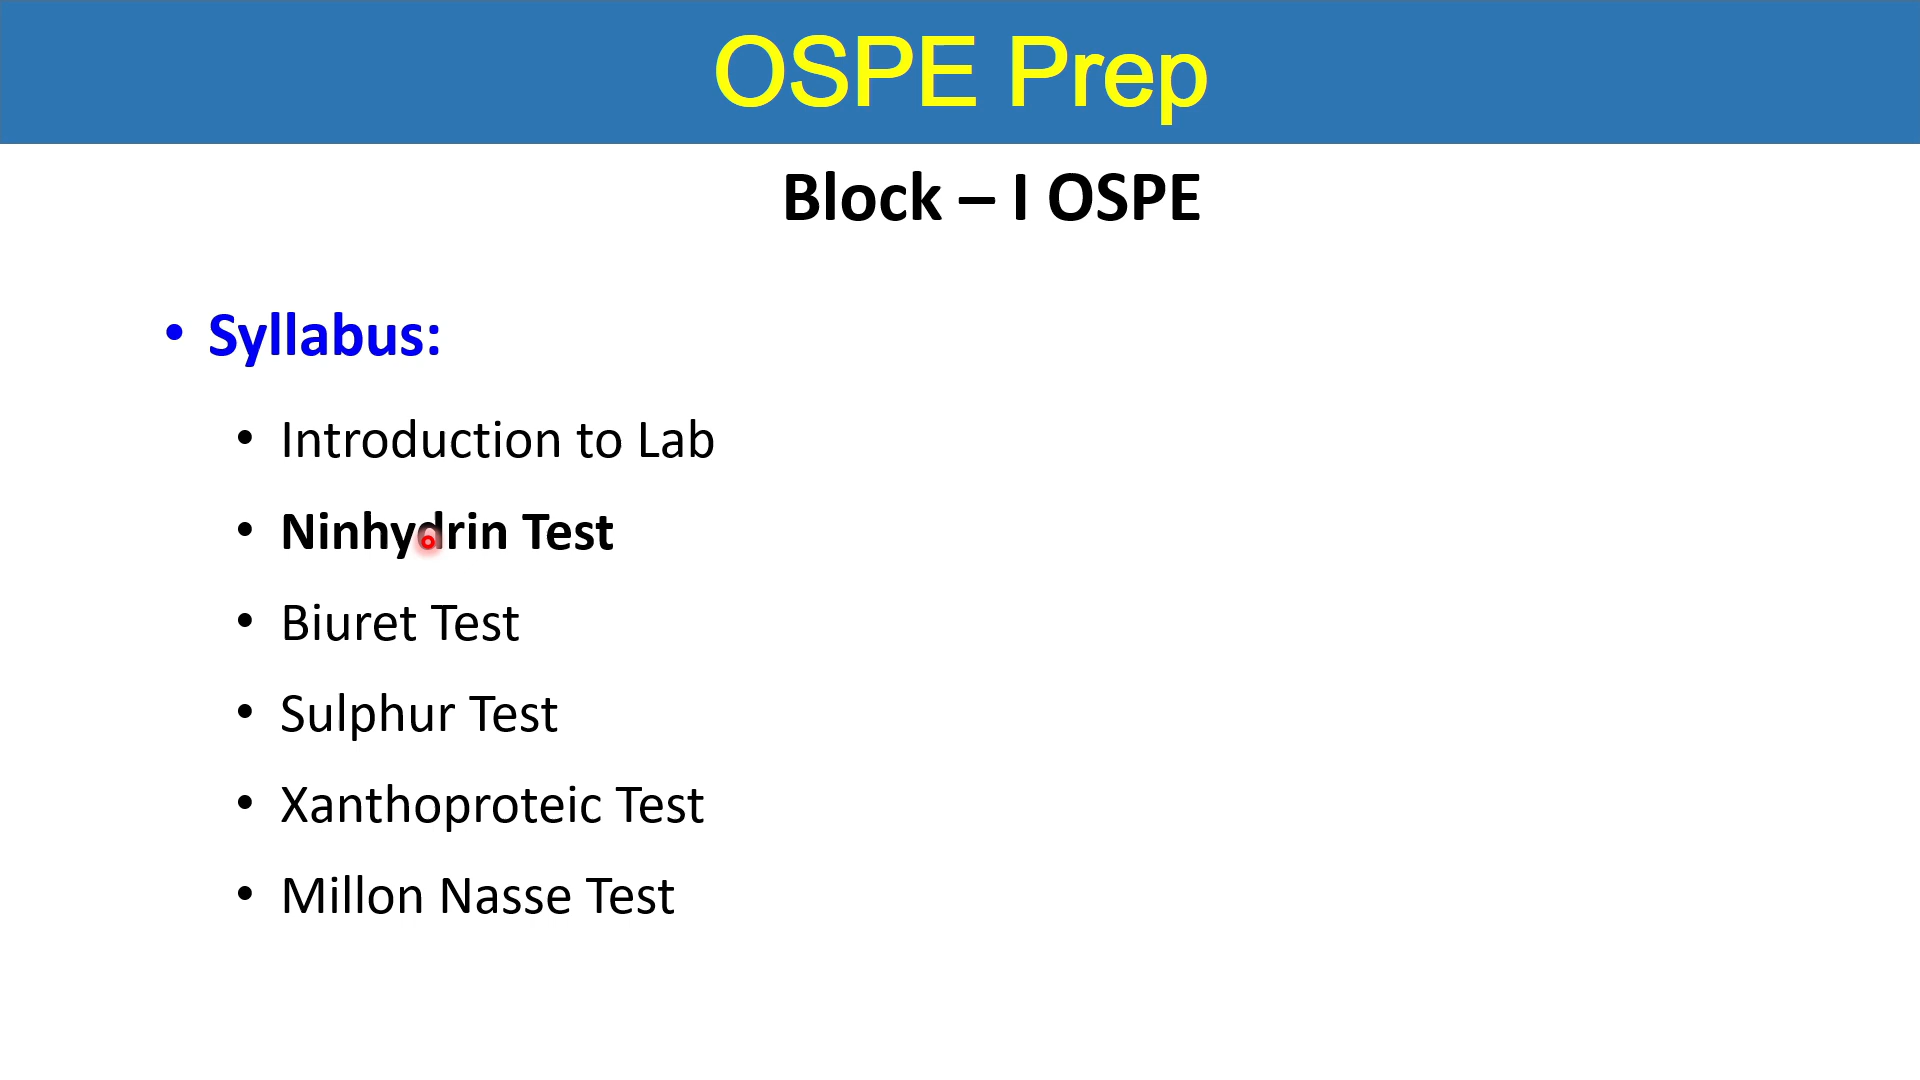 OSPE Prep
Block – I OSPE
• Syllabus:
• Introduction to Lab
• Ninhydrin Test
• Biuret Test
• Sulphur Test
• Xanthoproteic Test
• Millon Nasse Test